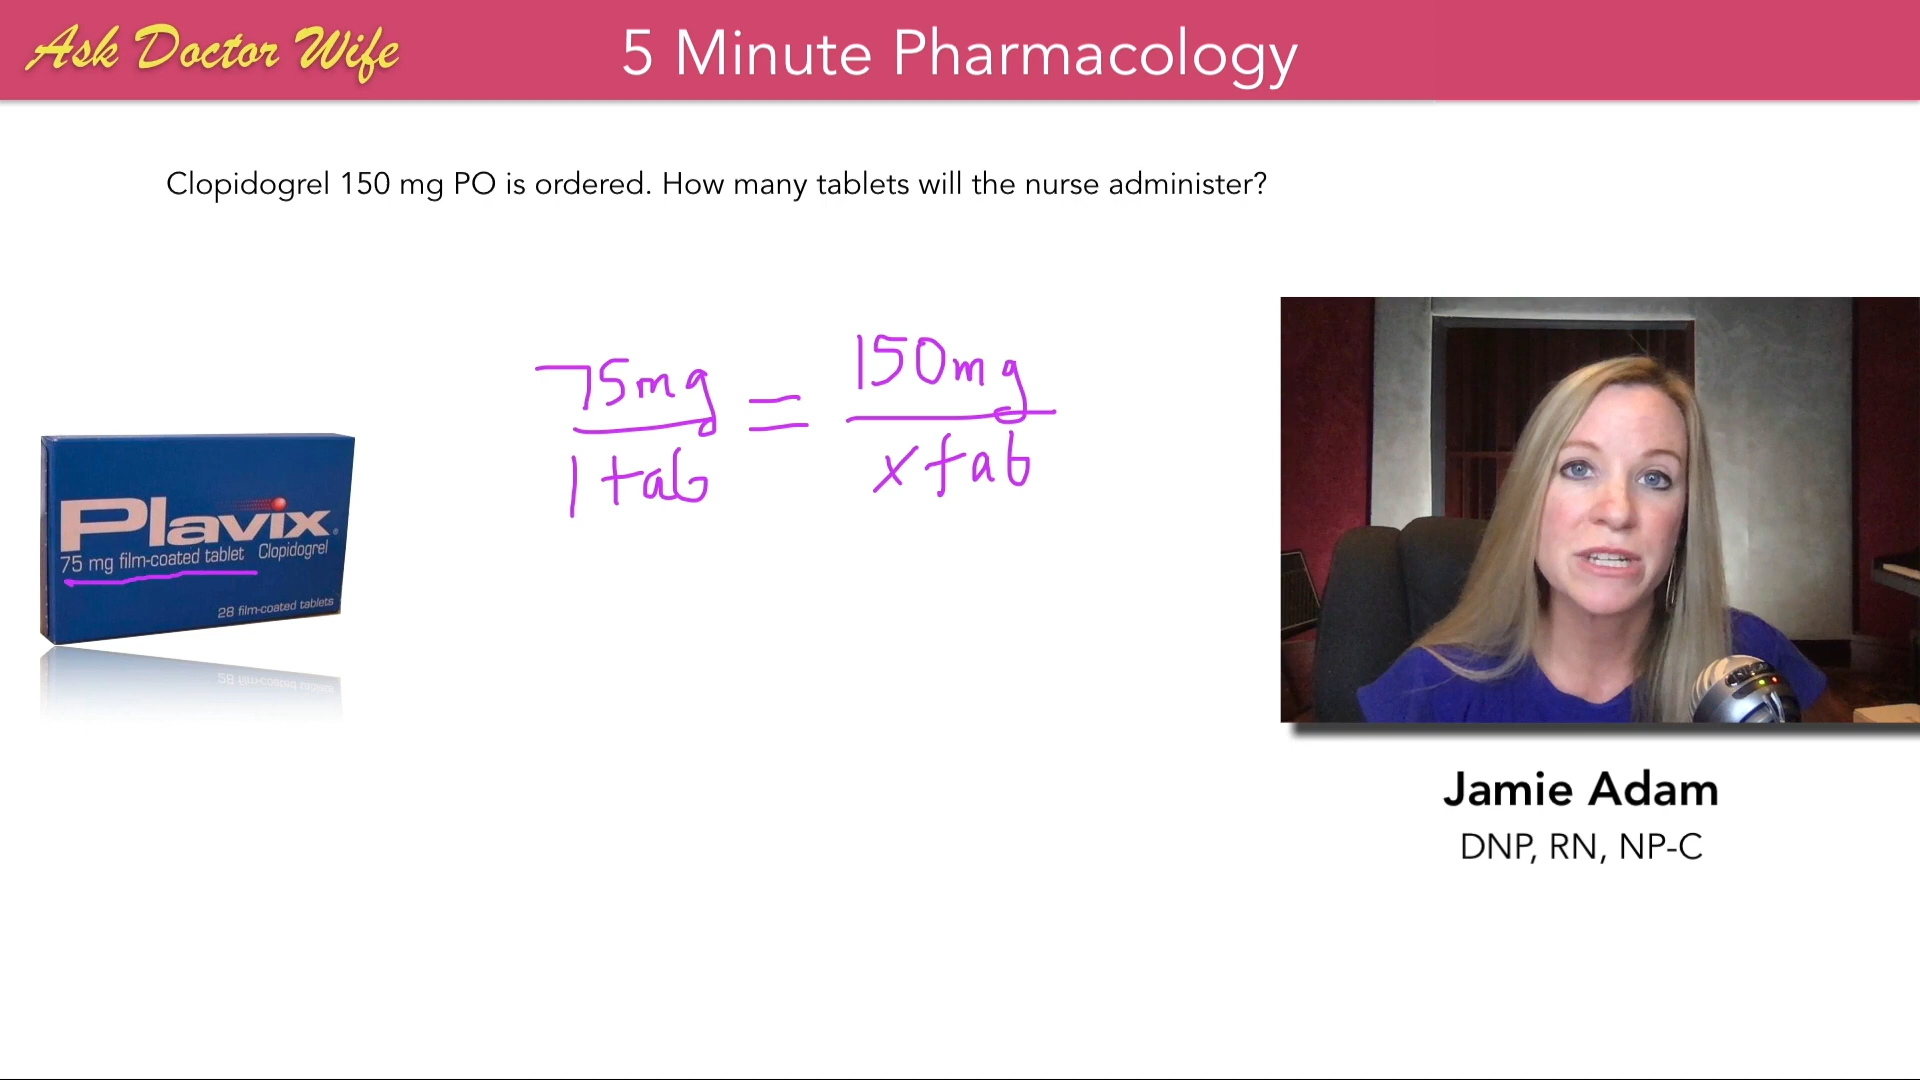 Ask Doctor Wife
5 Minute Pharmacology
Clopidogrel 150 mg PO is ordered. How many tablets will the nurse administer?
75mg = 150mg
1 tab x tab
Plavix®
75 mg film-coated tablet Clopidogrel
28 film-coated tablets
Jamie Adam
DNP, RN, NP-C